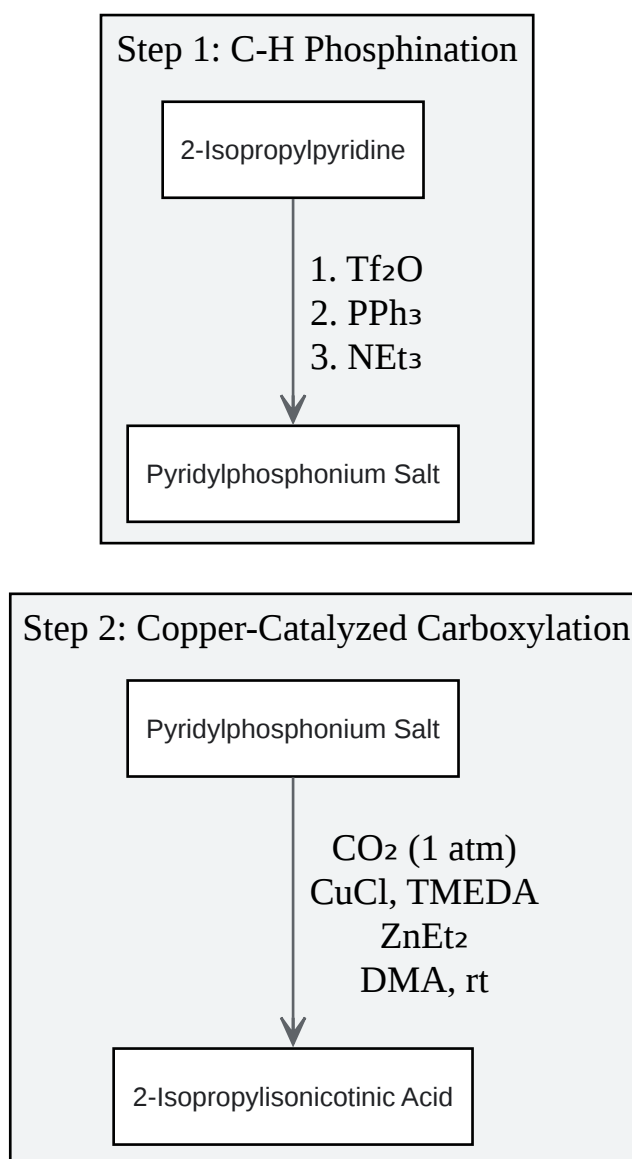 Step 1: C-H Phosphination
2-Isopropylpyridine
1. Tf₂O
2. PPh₃
3. NEt₃
Pyridylphosphonium Salt
Step 2: Copper-Catalyzed Carboxylation
Pyridylphosphonium Salt
CO₂ (1 atm)
CuCl, TMEDA
ZnEt₂
DMA, rt
2-Isopropylisonicotinic Acid